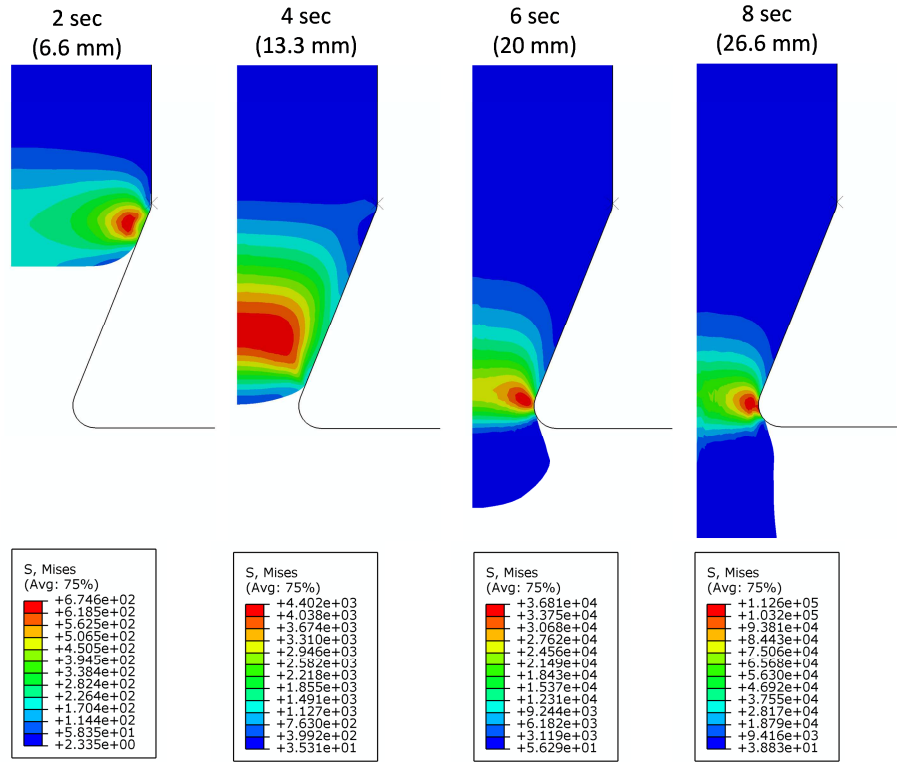 2 sec
(6.6 mm)
4 sec
(13.3 mm)
6 sec
(20 mm)
8 sec
(26.6 mm)
S, Mises
(Avg: 75%)
+6.746e+02
+6.185e+02
+5.625e+02
+5.065e+02
+4.505e+02
+3.945e+02
+3.384e+02
+2.824e+02
+2.264e+02
+1.704e+02
+1.144e+02
+5.835e+01
+2.335e+00
S, Mises
(Avg: 75%)
+4.402e+03
+4.038e+03
+3.674e+03
+3.310e+03
+2.946e+03
+2.582e+03
+2.218e+03
+1.855e+03
+1.491e+03
+1.127e+03
+7.630e+02
+3.992e+02
+3.531e+01
S, Mises
(Avg: 75%)
+3.681e+04
+3.375e+04
+3.068e+04
+2.762e+04
+2.456e+04
+2.149e+04
+1.843e+04
+1.537e+04
+1.231e+04
+9.244e+03
+6.182e+03
+3.119e+03
+5.629e+01
S, Mises
(Avg: 75%)
+1.126e+05
+1.032e+05
+9.381e+04
+8.443e+04
+7.506e+04
+6.568e+04
+5.630e+04
+4.692e+04
+3.755e+04
+2.817e+04
+1.879e+04
+9.416e+03
+3.883e+01